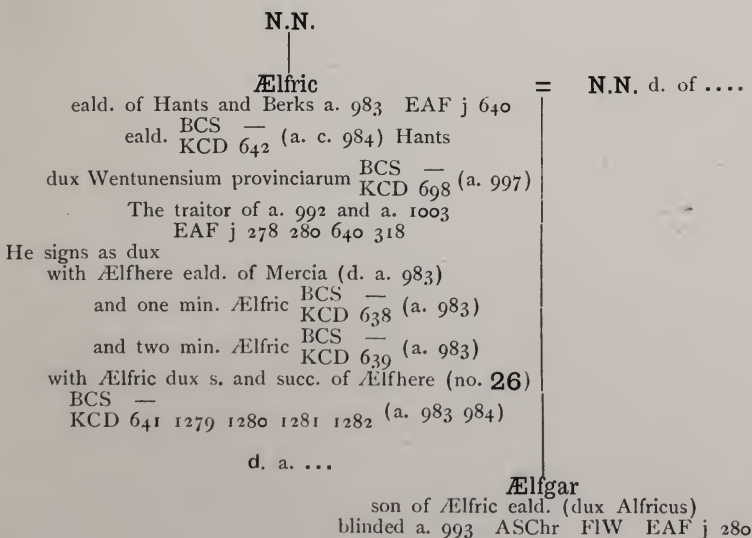 N.N.
Ælfric = N.N. d. of ....
eald. of Hants and Berks a. 983 EAF j 640
eald. BCS — KCD 642 (a. c. 984) Hants
dux Wentunensium provinciarum BCS — KCD 698 (a. 997)
The traitor of a. 992 and a. 1003
EAF j 278 280 640 318
He signs as dux
with Ælfhere eald. of Mercia (d. a. 983)
and one min. Ælfric BCS — KCD 638 (a. 983)
and two min. Ælfric BCS — KCD 639 (a. 983)
with Ælfric dux s. and succ. of Ælfhere (no. 26)
BCS —
KCD 641 1279 1280 1281 1282 (a. 983 984)
d. a. ...
Ælfgar
son of Ælfric eald. (dux Alfricus)
blinded a. 993 ASChr FlW EAF j 280